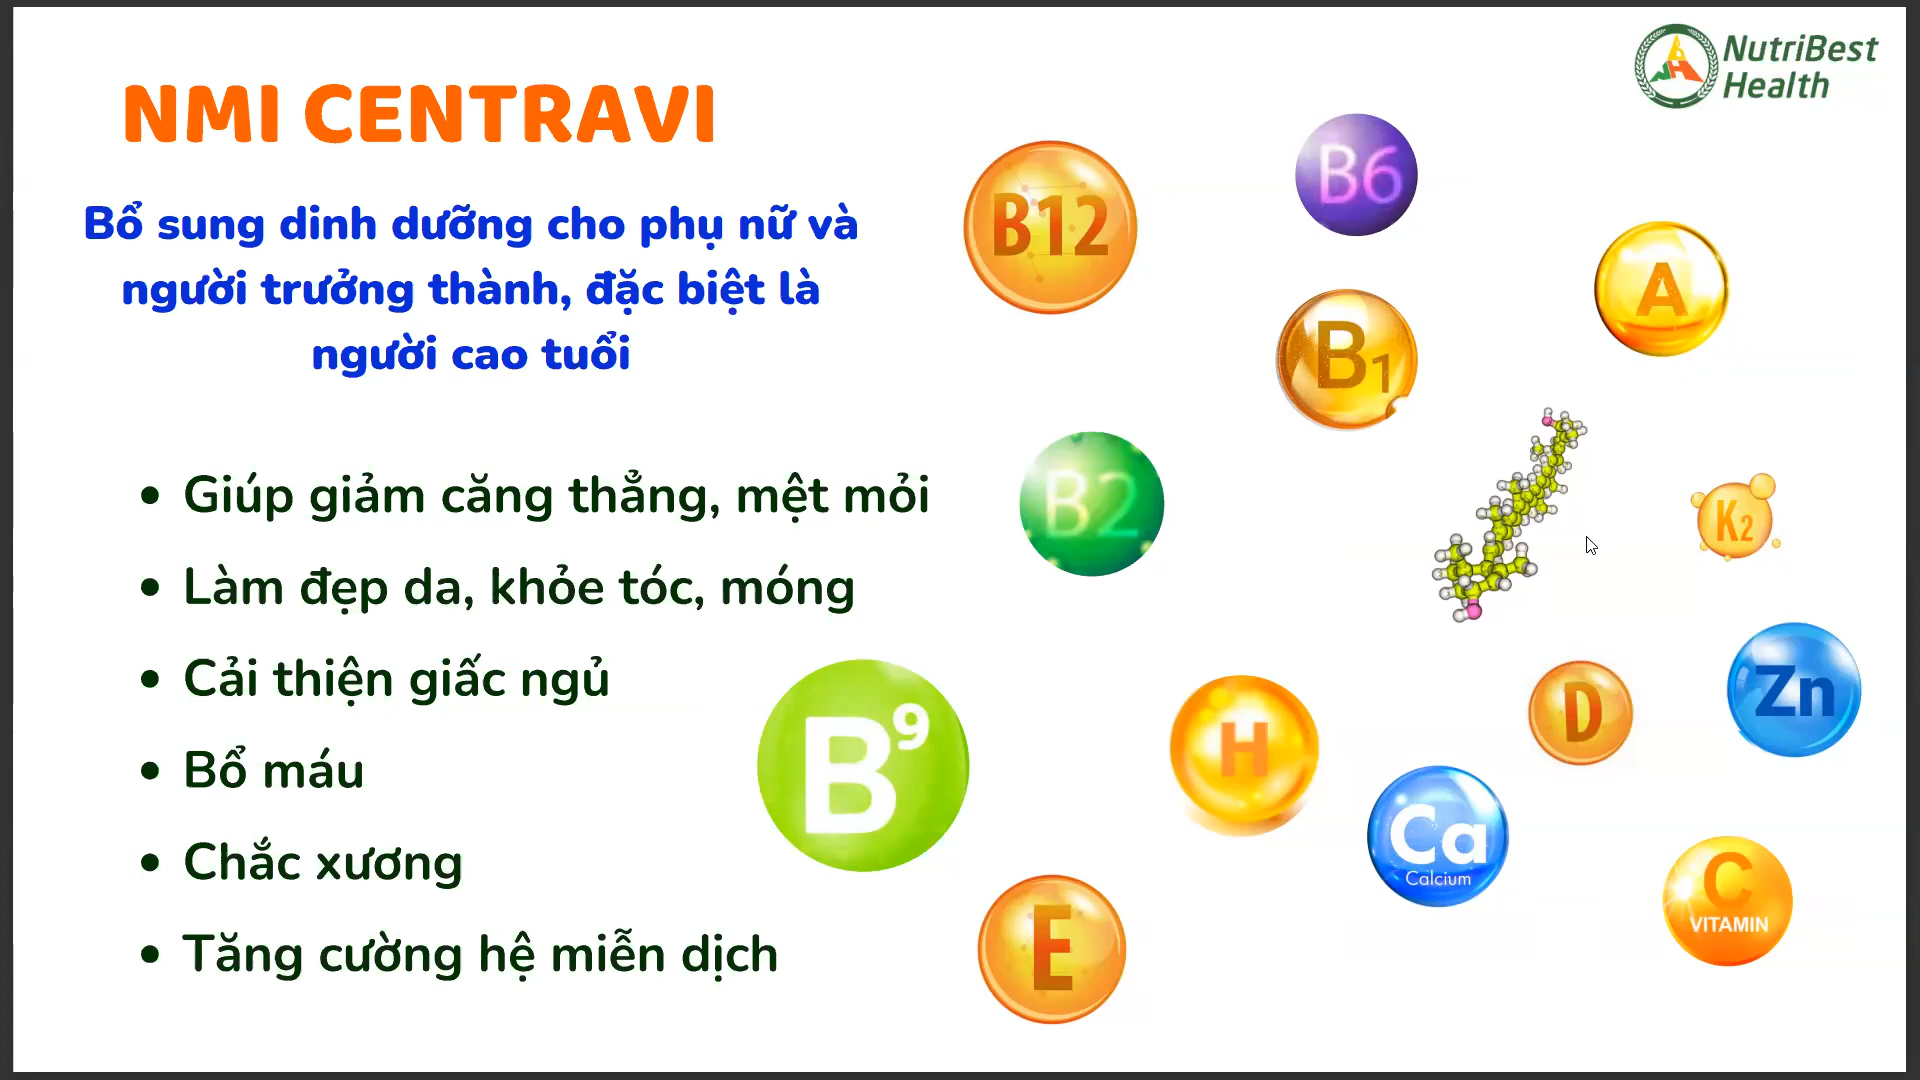 NutriBest
Health
NMI CENTRAVI
Bổ sung dinh dưỡng cho phụ nữ và
người trưởng thành, đặc biệt là
người cao tuổi
• Giúp giảm căng thẳng, mệt mỏi
• Làm đẹp da, khỏe tóc, móng
• Cải thiện giấc ngủ
• Bổ máu
• Chắc xương
• Tăng cường hệ miễn dịch
B12
B6
A
B1
B2
K2
B9
H
D
Zn
Ca
Calcium
C
VITAMIN
E